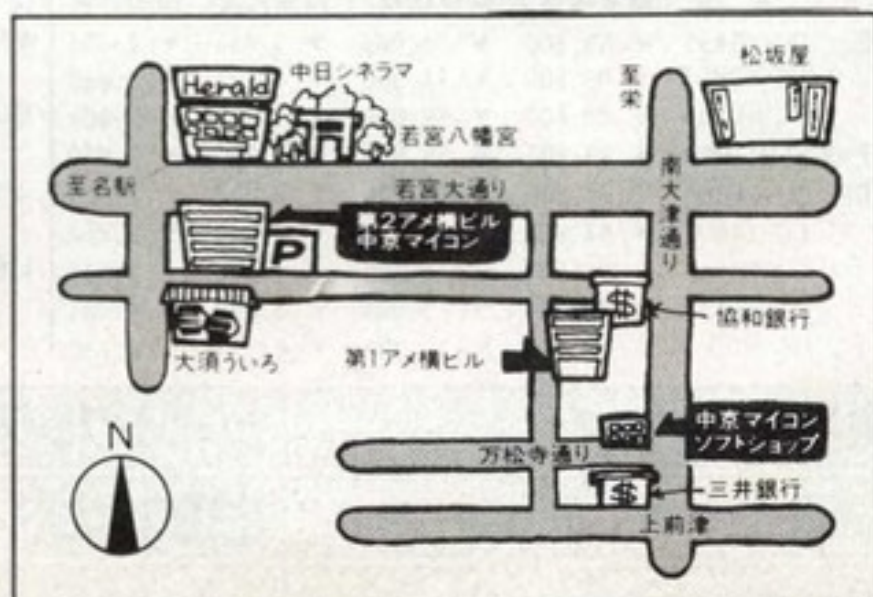 Herald
中日シネラマ
若宮八幡宮
至栄
松坂屋
至名駅
若宮大通り
南大津通り
第2アメ横ビル
中京マイコン
P
$
協和銀行
大須ういろ
第1アメ横ビル
中京マイコン
ソフトショップ
万松寺通り
$
三井銀行
上前津
N